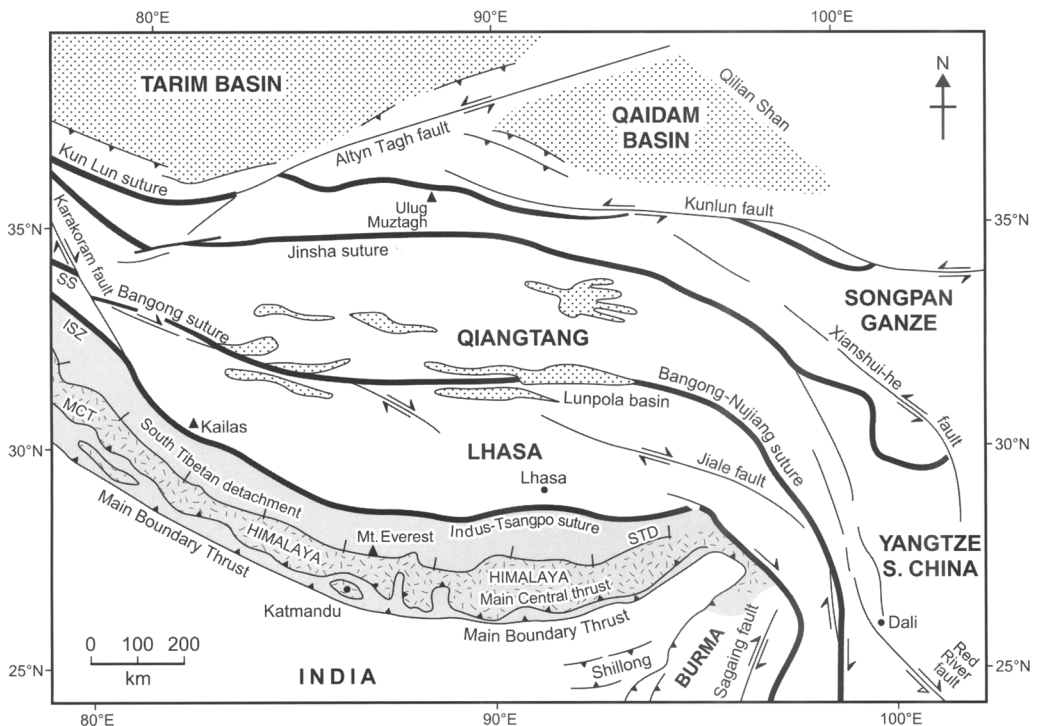 80°E
90°E
100°E
TARIM BASIN
N
Qilian Shan
QAIDAM
BASIN
Altyn Tagh fault
Kun Lun suture
Ulug
Muztagh
Kunlun fault
35°N
35°N
Karakoram fault
Jinsha suture
SS
Bangong suture
SONGPAN
GANZE
ISZ
QIANGTANG
Xianshui-he
fault
Bangong-Nujiang suture
Lunpola basin
MCT
Kailas
30°N
30°N
South Tibetan detachment
LHASA
Jiale fault
Lhasa
Main Boundary Thrust
Indus-Tsangpo suture
Mt. Everest
STD
HIMALAYA
YANGTZE
S. CHINA
HIMALAYA
Main Central thrust
Katmandu
Main Boundary Thrust
Dali
0 100 200
km
Shillong
BURMA
Sagaing fault
Red
River
fault
25°N
25°N
INDIA
80°E
90°E
100°E